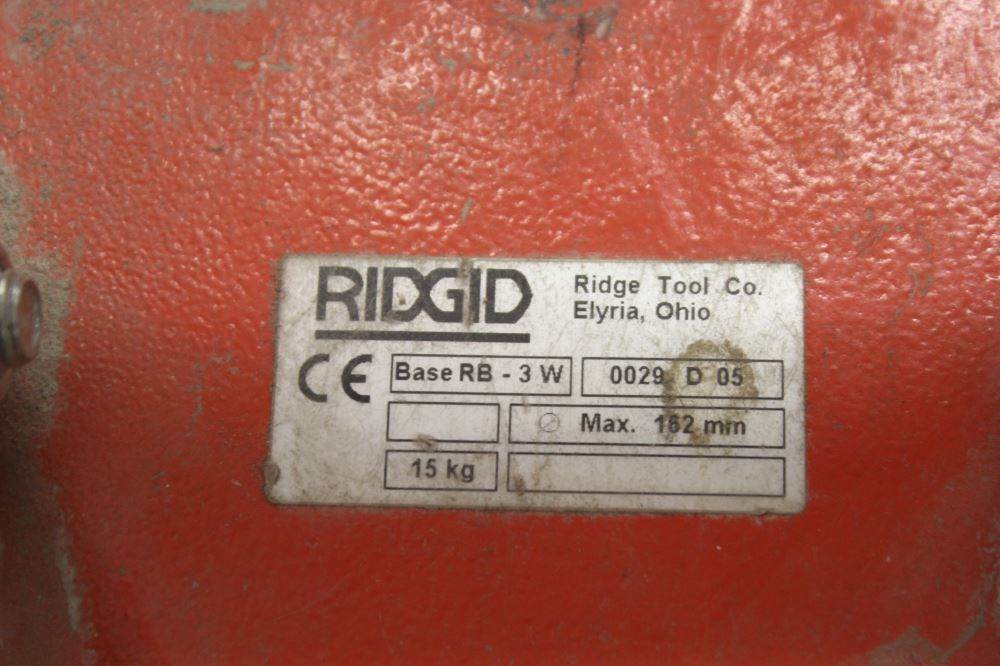 RIDGID
Ridge Tool Co.
Elyria, Ohio
CE
Base RB - 3 W
0029 D 05
⌀ Max. 162 mm
15 kg